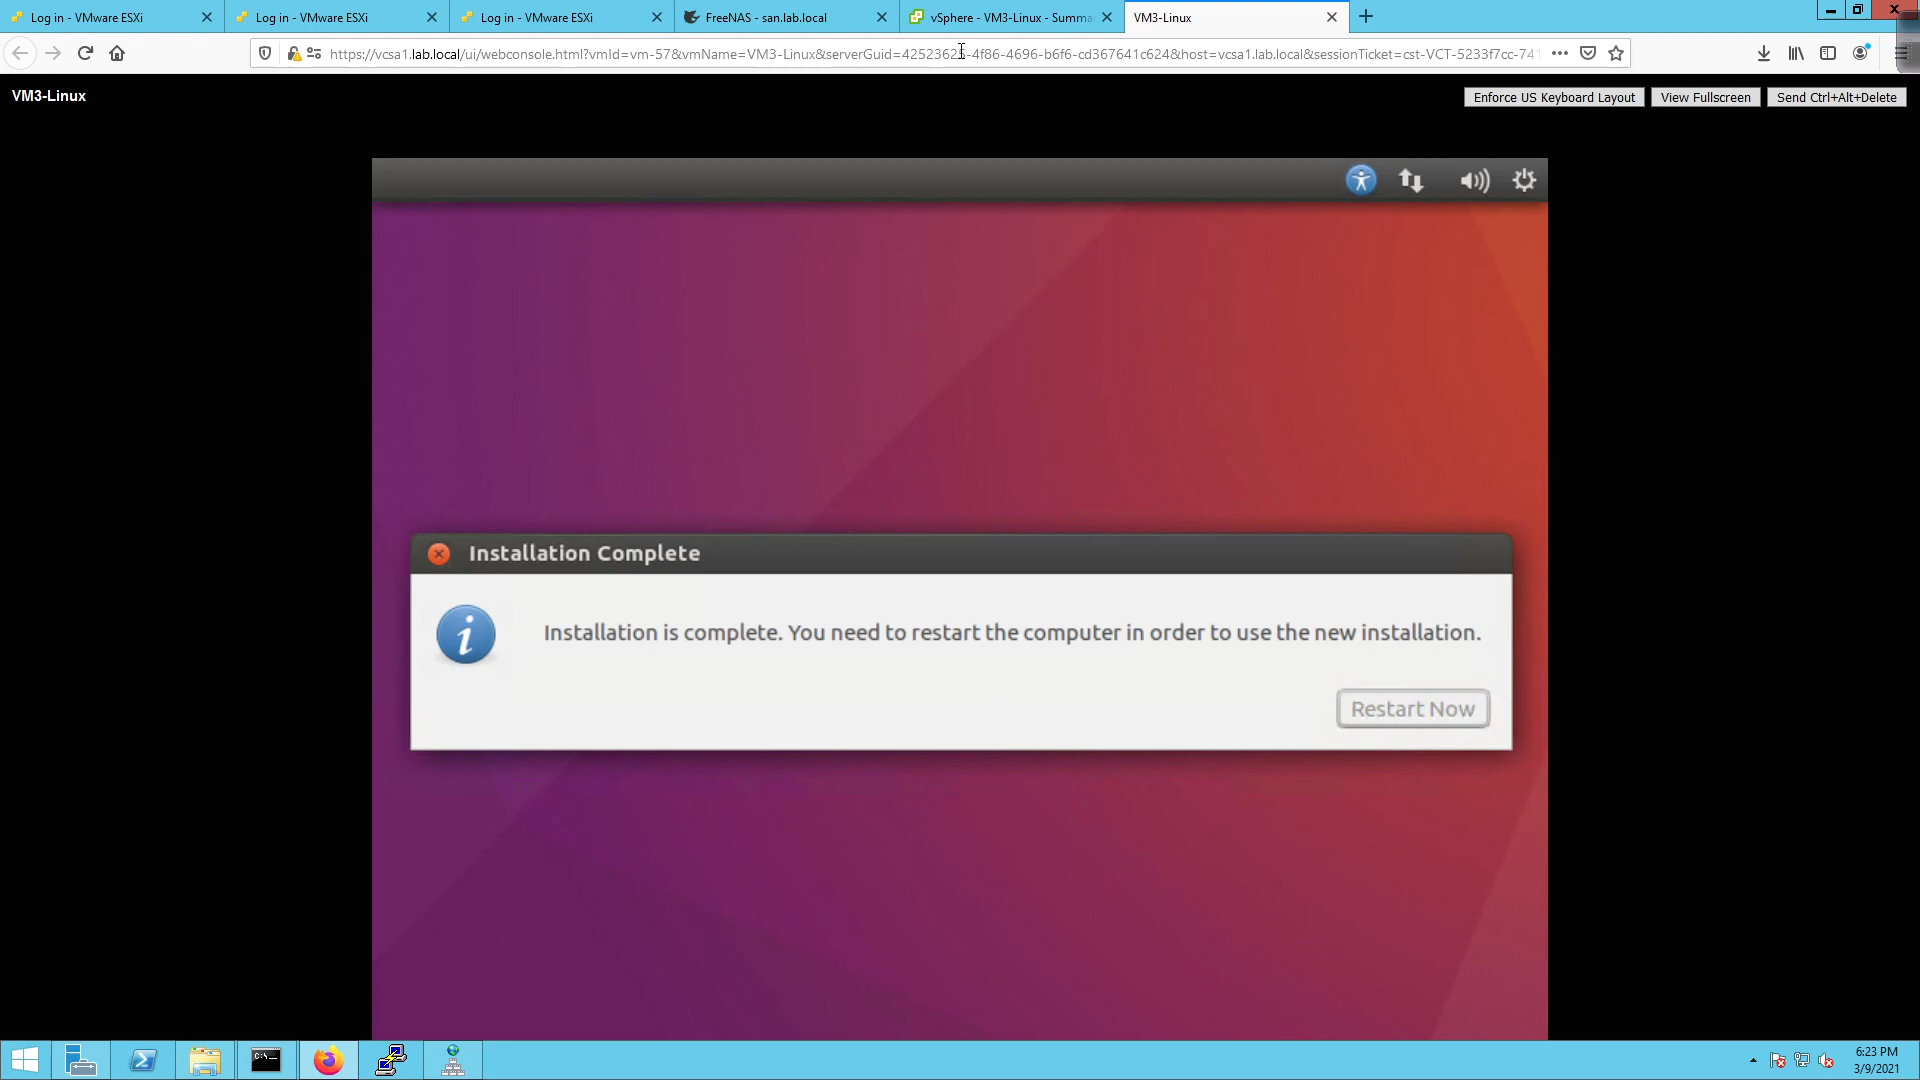 Log in - VMware ESXi
Log in - VMware ESXi
Log in - VMware ESXi
FreeNAS - san.lab.local
vSphere - VM3-Linux - Summa
VM3-Linux
https://vcsa1.lab.local/ui/webconsole.html?vmId=vm-57&vmName=VM3-Linux&serverGuid=42523625-4f86-4696-b6f6-cd367641c624&host=vcsa1.lab.local&sessionTicket=cst-VCT-5233f7cc-741
VM3-Linux
Enforce US Keyboard Layout
View Fullscreen
Send Ctrl+Alt+Delete
Installation Complete
Installation is complete. You need to restart the computer in order to use the new installation.
Restart Now
6:23 PM
3/9/2021